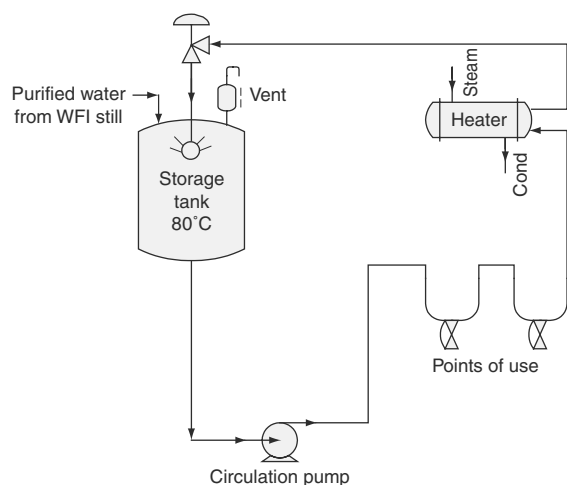 Purified water
from WFI still
Vent
Storage
tank
80˚C
Steam
Heater
Cond
Points of use
Circulation pump